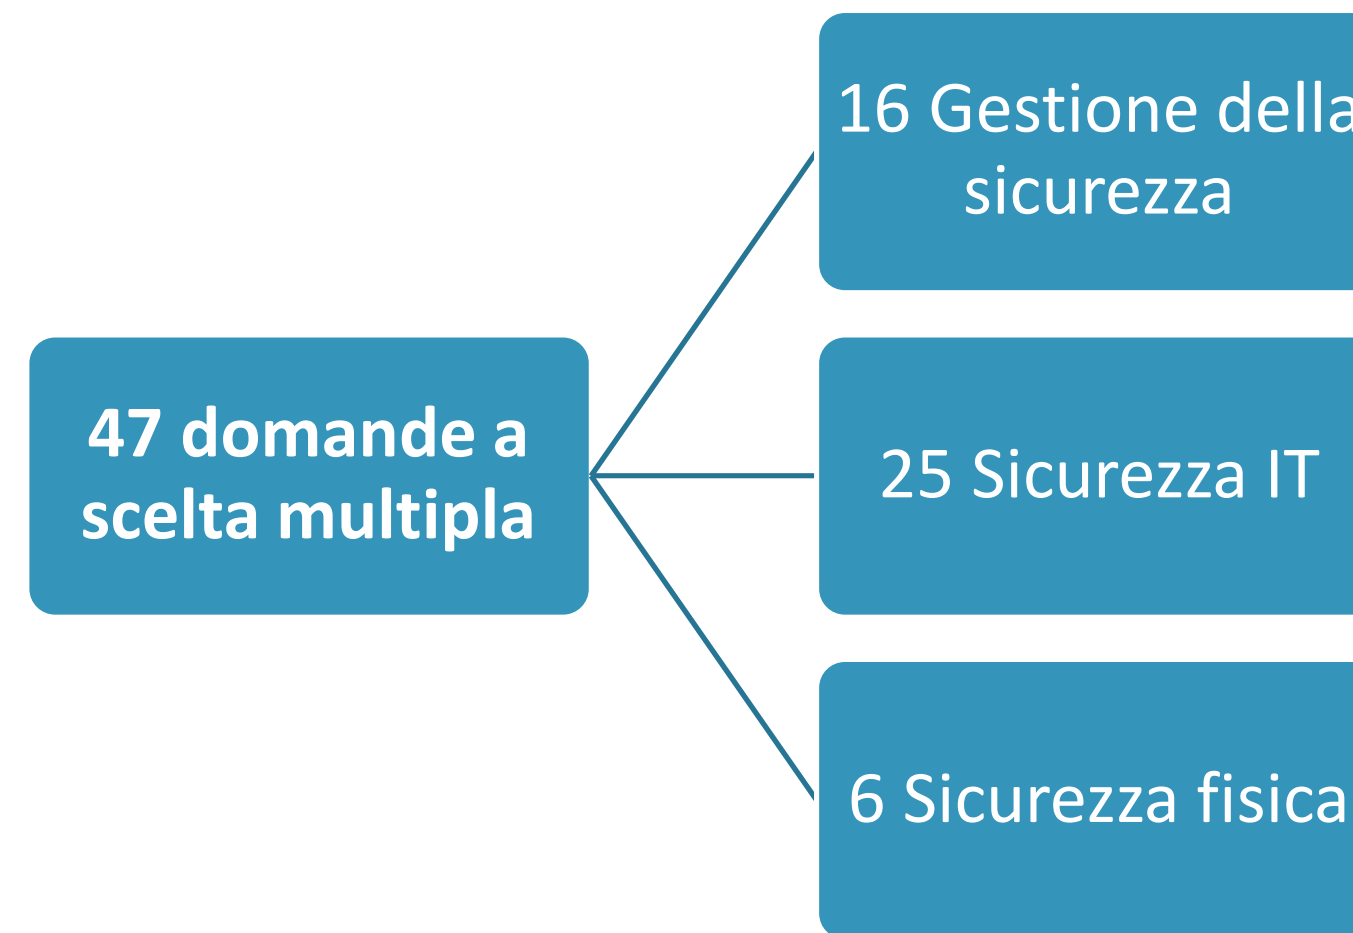 16 Gestione della
sicurezza
47 domande a
scelta multipla
25 Sicurezza IT
6 Sicurezza fisica